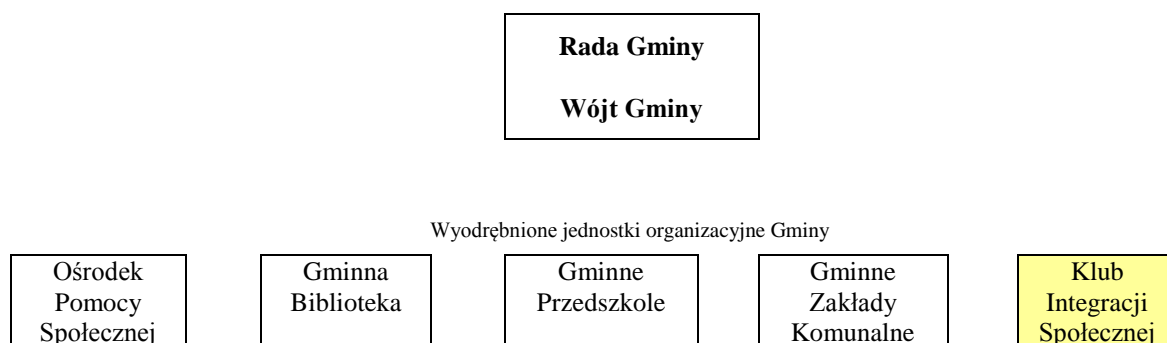 Rada Gminy
Wójt Gminy
Wyodrębnione jednostki organizacyjne Gminy
Ośrodek
Pomocy
Społecznej
Gminna
Biblioteka
Gminne
Przedszkole
Gminne
Zakłady
Komunalne
Klub
Integracji
Społecznej